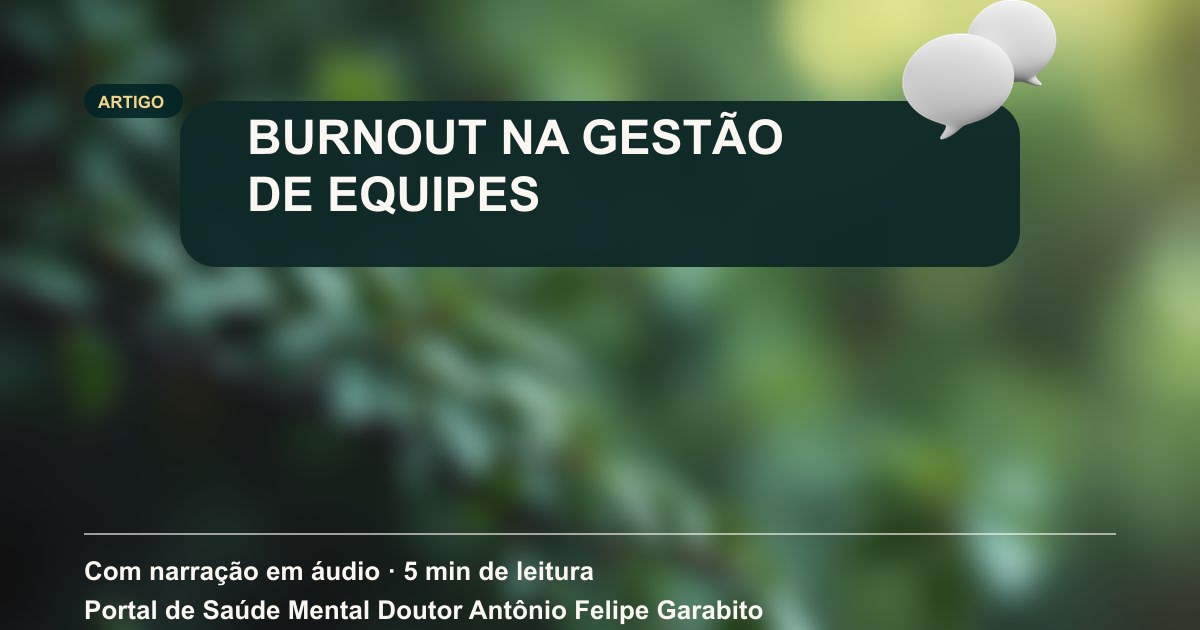 ARTIGO
BURNOUT NA GESTÃO
DE EQUIPES
Com narração em áudio · 5 min de leitura
Portal de Saúde Mental Doutor Antônio Felipe Garabito